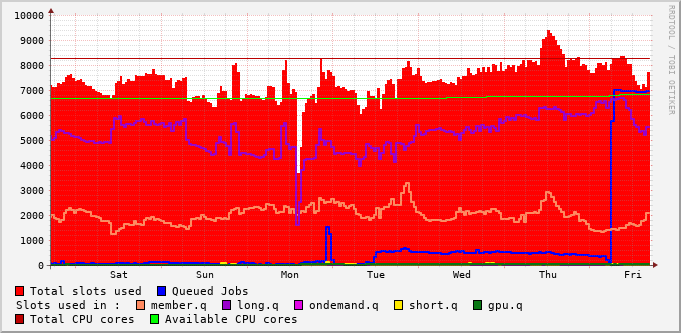 10000
9000
8000
7000
6000
5000
4000
3000
2000
1000
0
Sat Sun Mon Tue Wed Thu Fri
Total slots used Queued Jobs
Slots used in : member.q long.q ondemand.q short.q gpu.q
Total CPU cores Available CPU cores
RRDTOOL / TOBI OETIKER